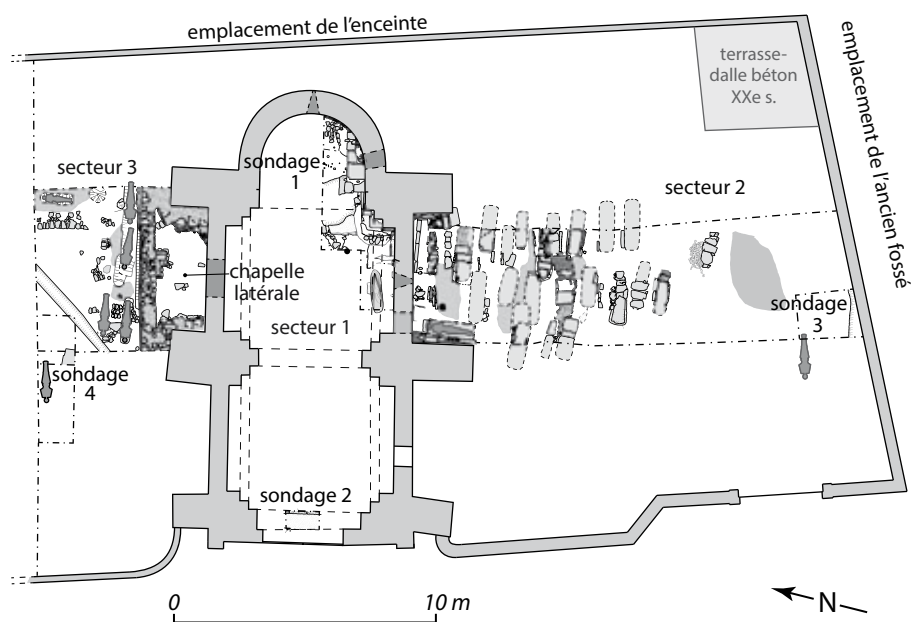 emplacement de l'enceinte
terrasse-
dalle béton
XXe s.
emplacement de l'ancien fossé
secteur 3
sondage
1
secteur 2
chapelle
latérale
secteur 1
sondage
3
sondage
4
sondage 2
0
10 m
N